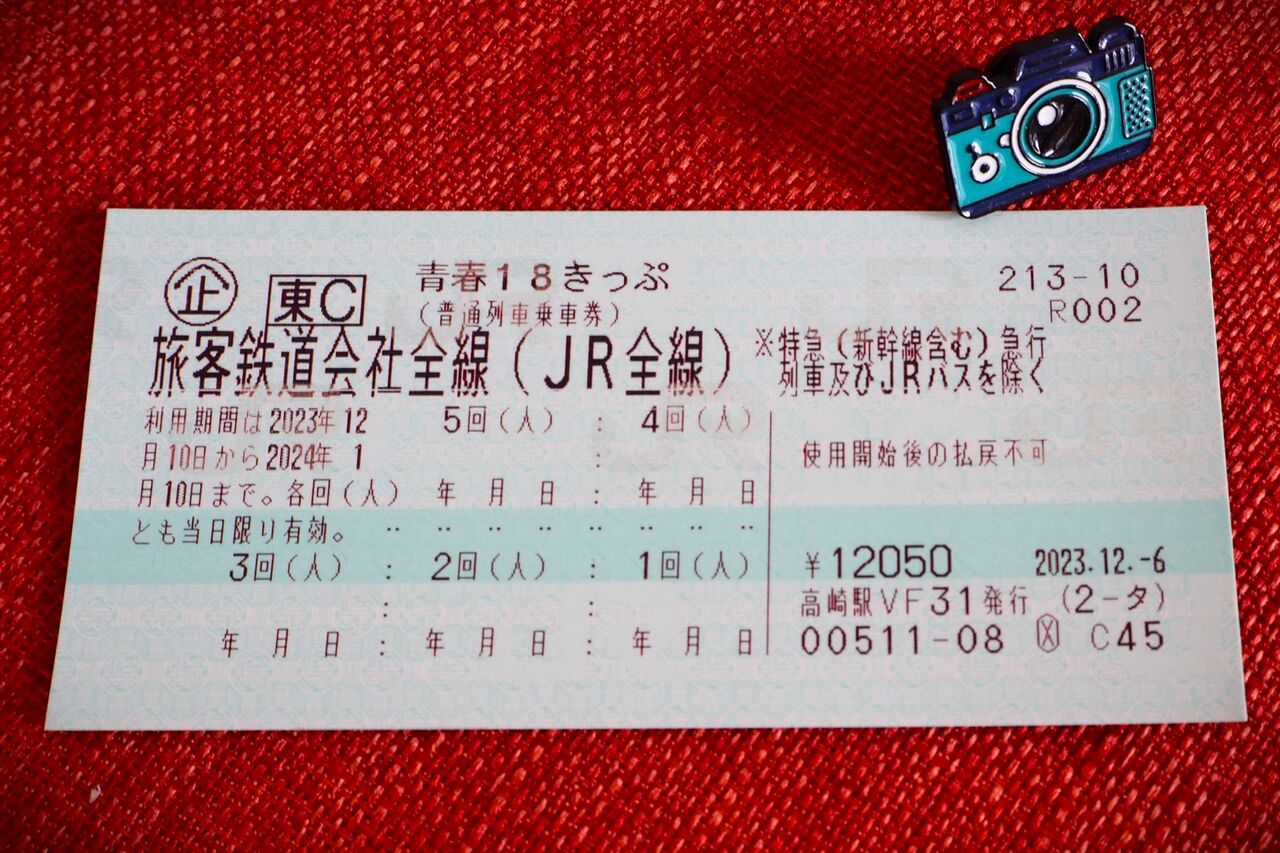 企 東C 青春18きっぷ 213-10
(普通列車乗車券) R002
旅客鉄道会社全線(JR全線) ※特急(新幹線含む)急行
列車及びJRバスを除く
利用期間は2023年12 5回(人) : 4回(人)
月10日から2024年 1 : 使用開始後の払戻不可
月10日まで。各回(人) 年 月 日 : 年 月 日
とも当日限り有効。 ‥ ‥ ‥ ‥ ‥ ‥ ‥ ‥
3回(人) : 2回(人) : 1回(人) ¥12050 2023.12.-6
: : 高崎駅VF31発行 (2-タ)
年 月 日 : 年 月 日 : 年 月 日 00511-08 X C45